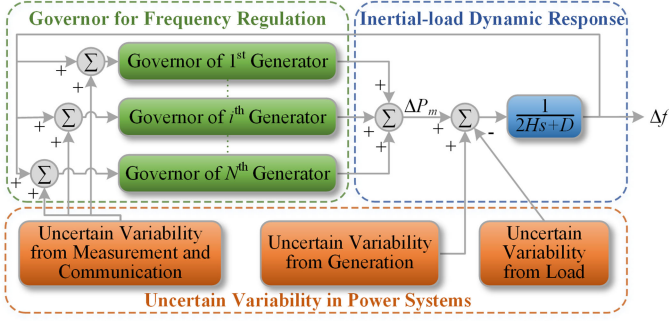 Governor for Frequency Regulation
Inertial-load Dynamic Response
Σ
+
+
Governor of 1st Generator
+
Σ
+
+
Governor of ith Generator
+
Σ
ΔPm
+
Σ
-
+
1
2Hs+D
Δf
Σ
+
+
Governor of Nth Generator
+
Uncertain Variability
from Measurement and
Communication
Uncertain Variability
from Generation
Uncertain
Variability
from Load
Uncertain Variability in Power Systems